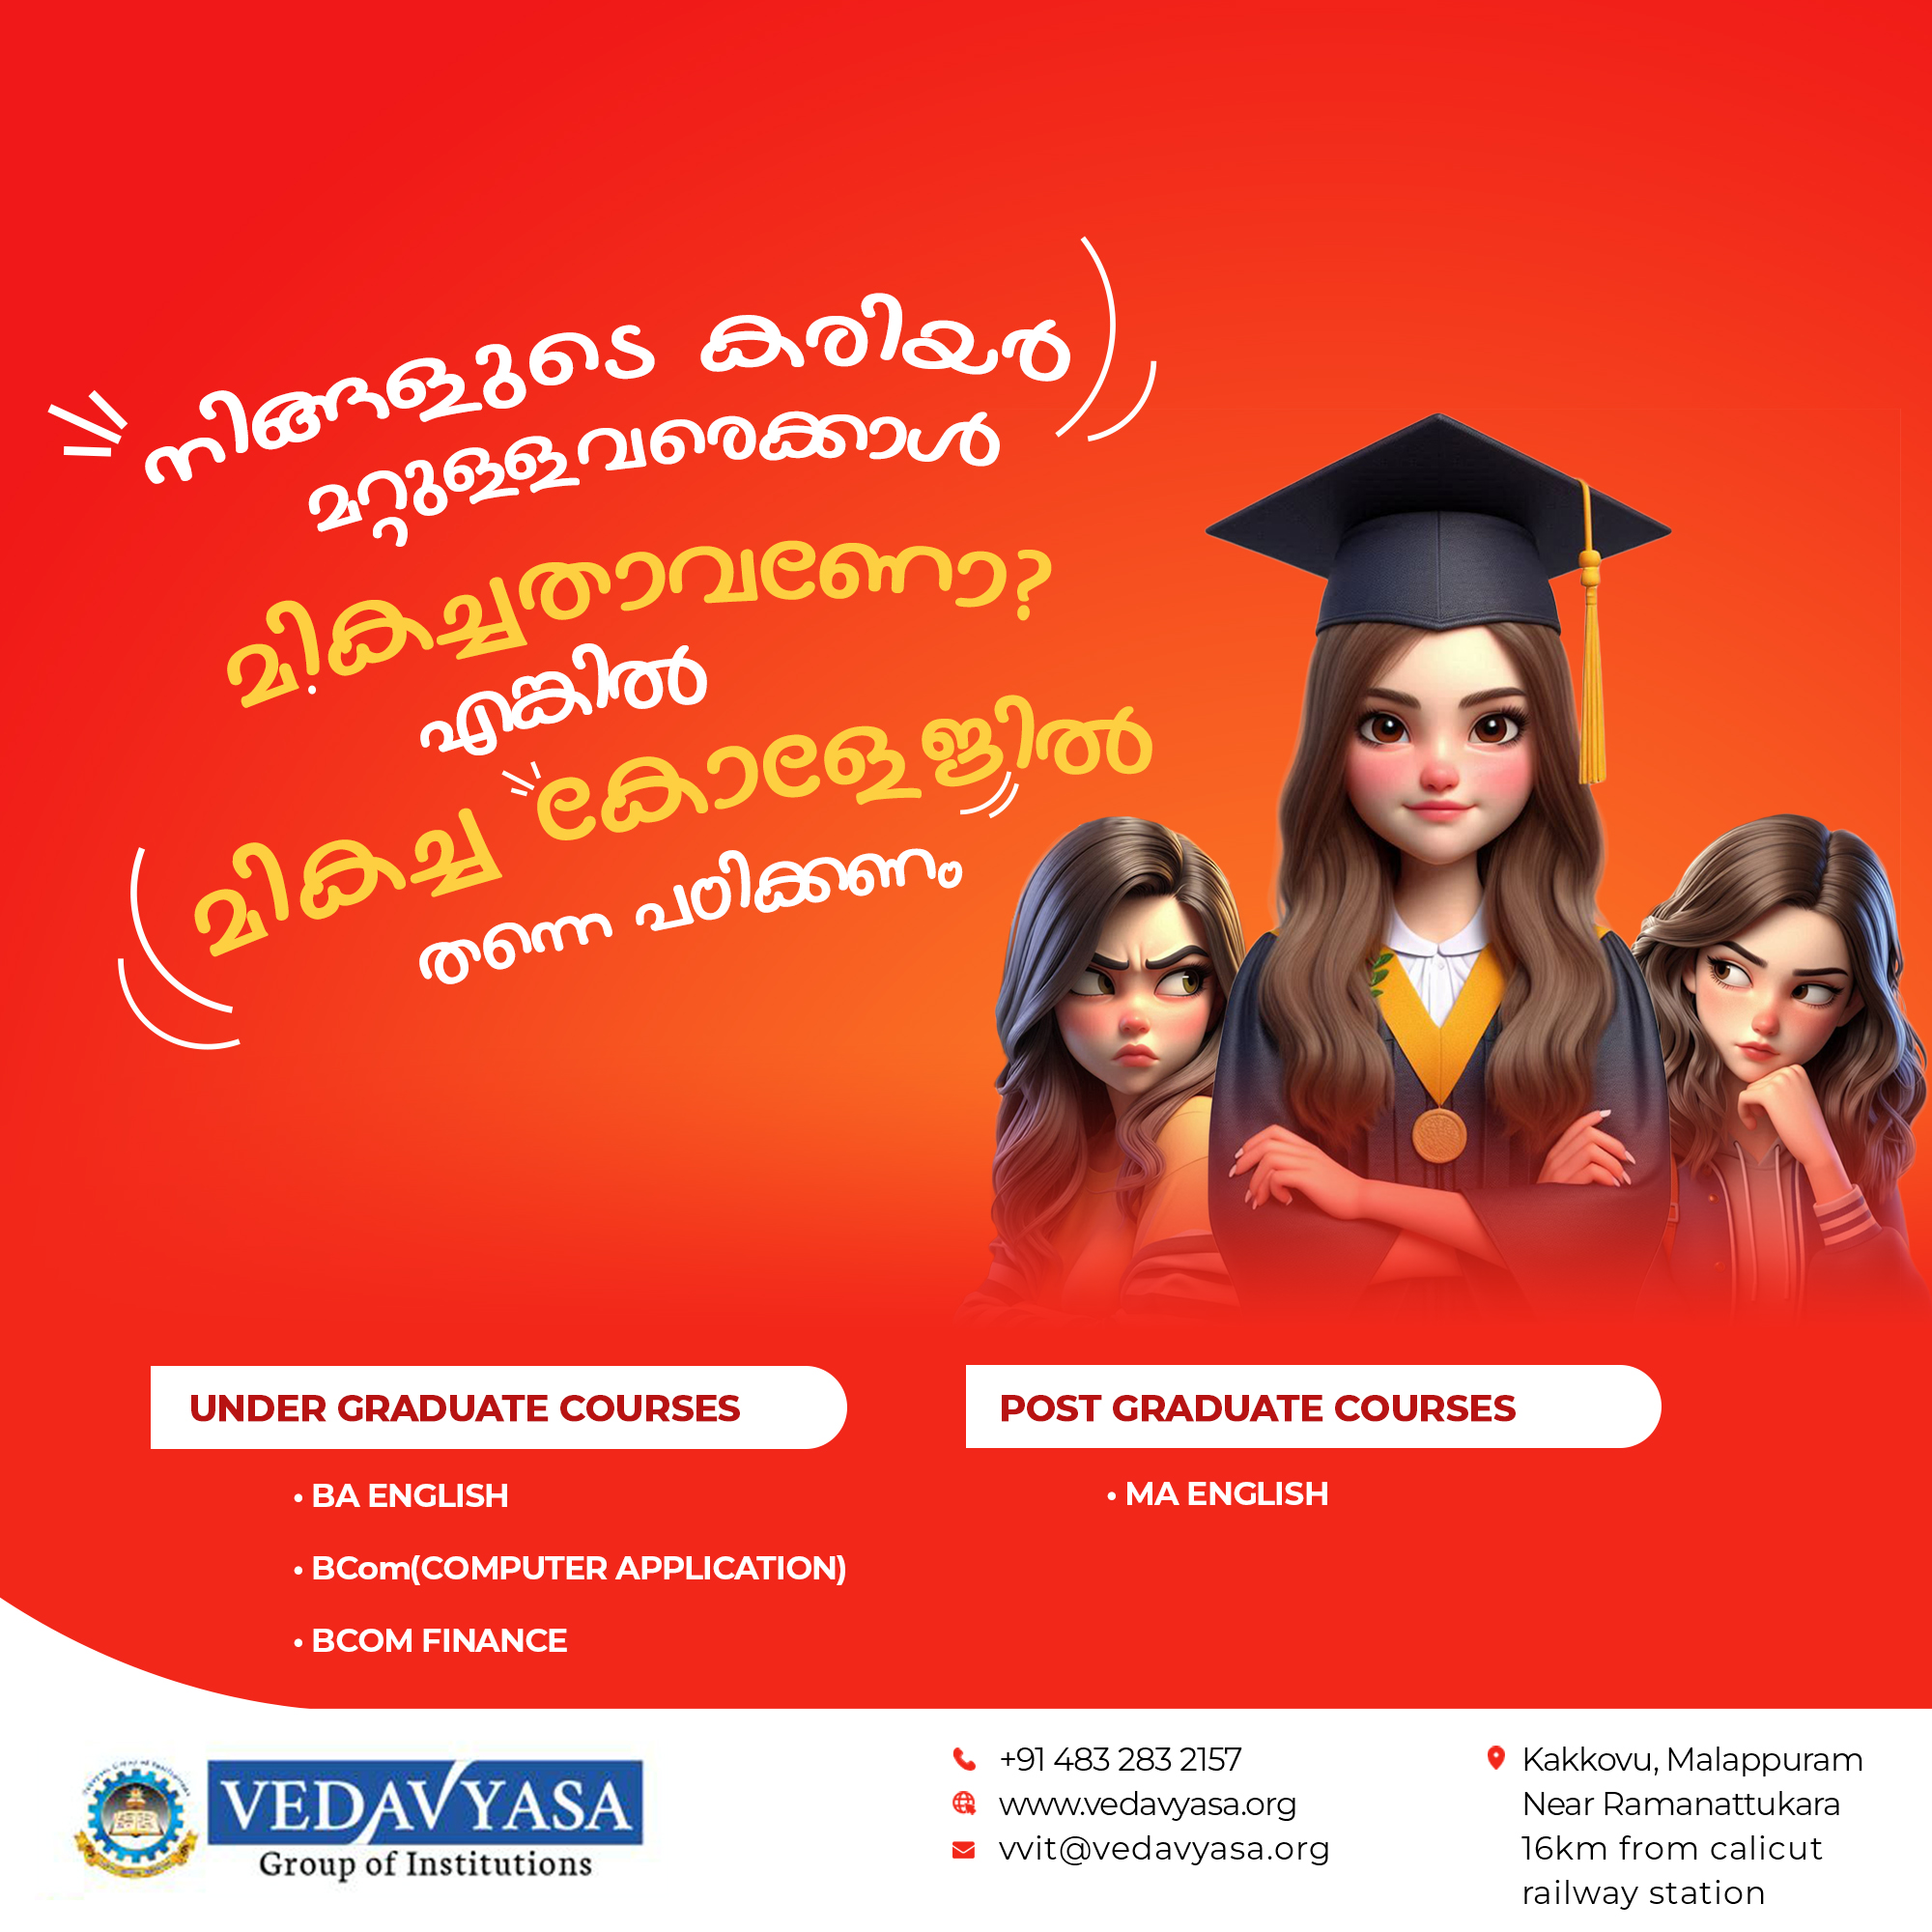 നിങ്ങളുടെ കരിയർ
മറ്റുള്ളവരെക്കാൾ
മികച്ചതാവണോ?
എങ്കിൽ
മികച്ച കോളേജിൽ
തന്നെ പഠിക്കണം
UNDER GRADUATE COURSES
• BA ENGLISH
• BCom(COMPUTER APPLICATION)
• BCOM FINANCE
POST GRADUATE COURSES
• MA ENGLISH
VEDAVYASA
Group of Institutions
+91 483 283 2157
www.vedavyasa.org
vvit@vedavyasa.org
Kakkovu, Malappuram
Near Ramanattukara
16km from calicut
railway station